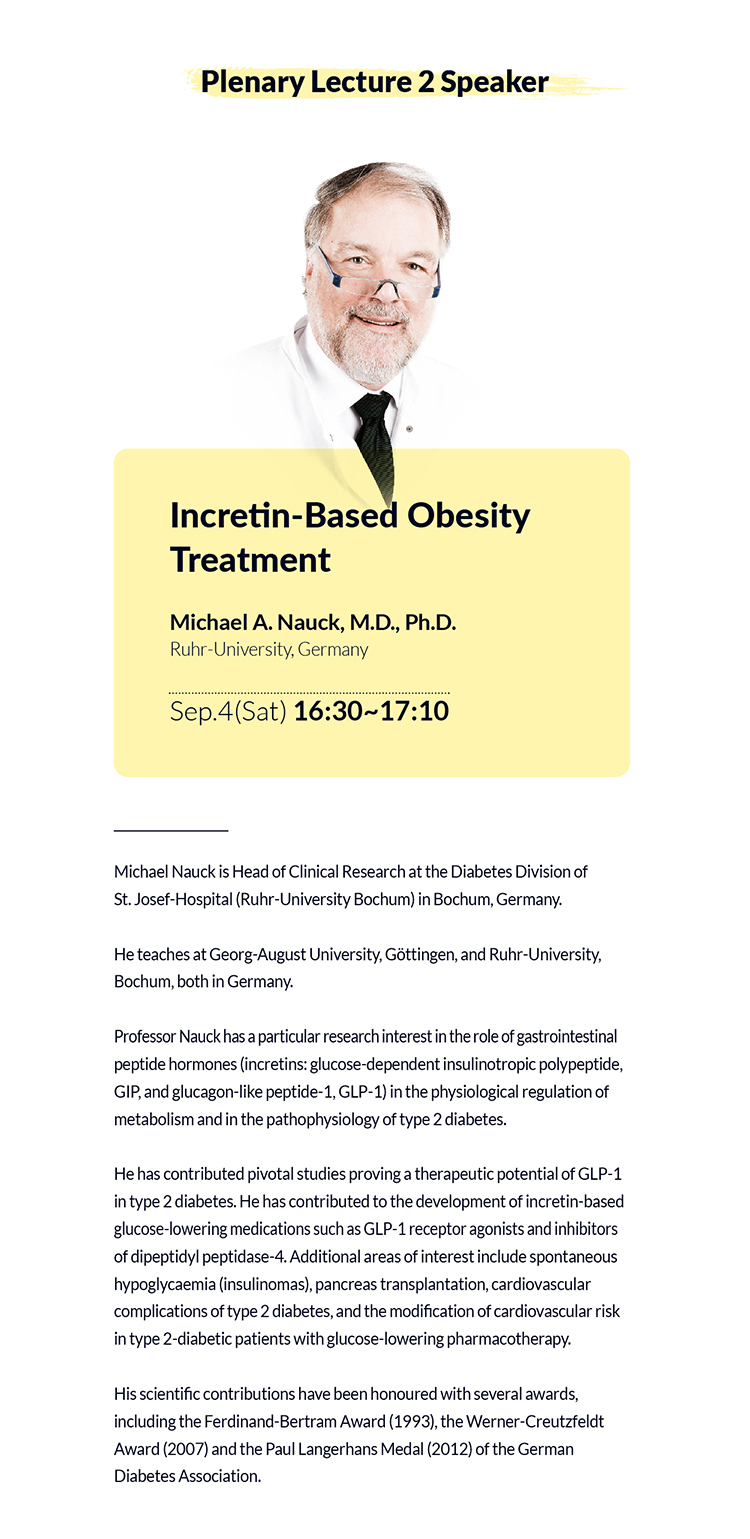 Plenary Lecture 2 Speaker
Incretin-Based Obesity
Treatment
Michael A. Nauck, M.D., Ph.D.
Ruhr-University, Germany
Sep.4(Sat) 16:30~17:10
Michael Nauck is Head of Clinical Research at the Diabetes Division of
St. Josef-Hospital (Ruhr-University Bochum) in Bochum, Germany.
He teaches at Georg-August University, Göttingen, and Ruhr-University,
Bochum, both in Germany.
Professor Nauck has a particular research interest in the role of gastrointestinal
peptide hormones (incretins: glucose-dependent insulinotropic polypeptide,
GIP, and glucagon-like peptide-1, GLP-1) in the physiological regulation of
metabolism and in the pathophysiology of type 2 diabetes.
He has contributed pivotal studies proving a therapeutic potential of GLP-1
in type 2 diabetes. He has contributed to the development of incretin-based
glucose-lowering medications such as GLP-1 receptor agonists and inhibitors
of dipeptidyl peptidase-4. Additional areas of interest include spontaneous
hypoglycaemia (insulinomas), pancreas transplantation, cardiovascular
complications of type 2 diabetes, and the modification of cardiovascular risk
in type 2-diabetic patients with glucose-lowering pharmacotherapy.
His scientific contributions have been honoured with several awards,
including the Ferdinand-Bertram Award (1993), the Werner-Creutzfeldt
Award (2007) and the Paul Langerhans Medal (2012) of the German
Diabetes Association.